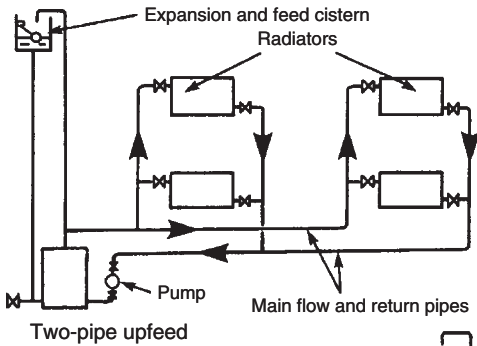 Expansion and feed cistern
Radiators
Pump
Main flow and return pipes
Two-pipe upfeed